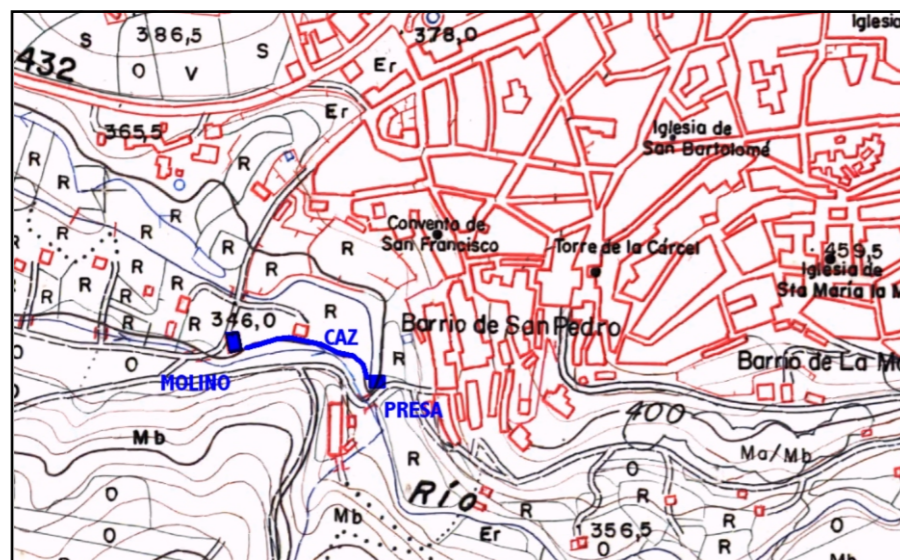 Iglesia
378,0
386,5
S
S
432
O
V
Er
Er
365,5
Iglesia de
San Bartolomé
R
R
R
R
Convento de
San Francisco
Torre de la Cárcel
459,5
Iglesia de
Sta María la M
R
R
R
R
R
R
R
R
R
R
346,0
R
R
Barrio de San Pedro
CAZ
O
O
R
Barrio de La M
MOLINO
PRESA
400
Mb
Ma/Mb
R
O
O
Río
R
R
O
Mb
R
Er
356,5
O
R
O
O
Mb